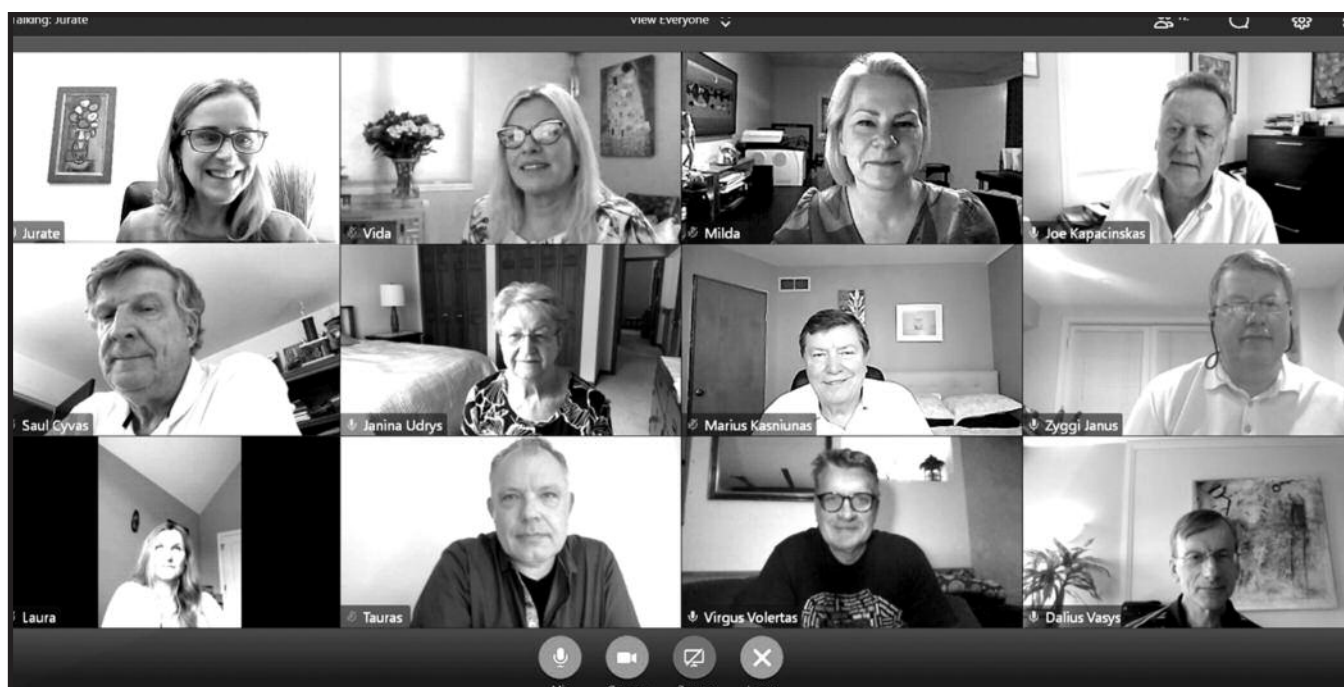 Talking: Jurate
View Everyone
Jurate
Vida
Milda
Joe Kapacinskas
Saul Cyvas
Janina Udrys
Marius Kasniunas
Zyggi Janus
Laura
Tauras
Virgus Volertas
Dalius Vasys